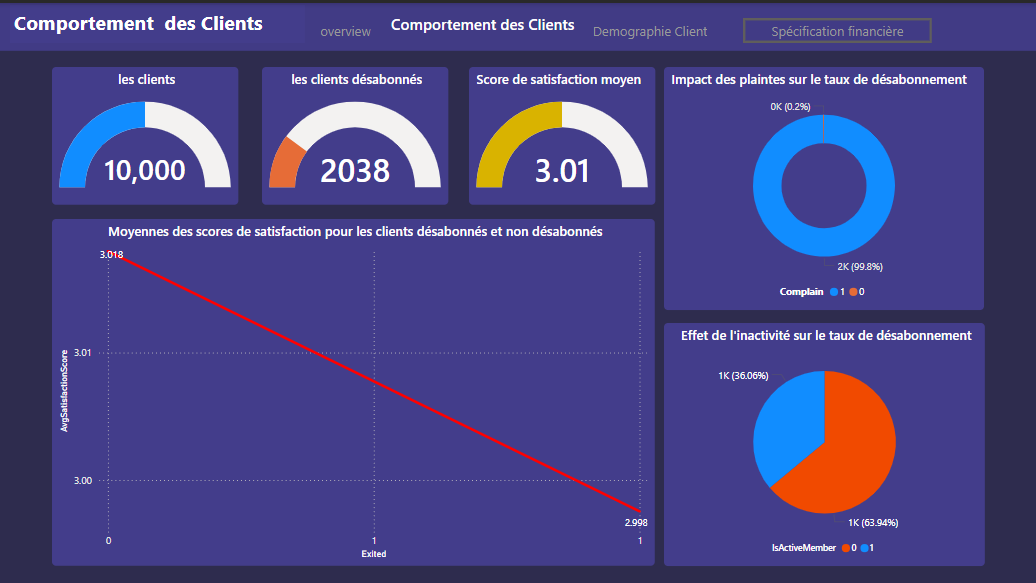 Comportement des Clients
overview
Comportement des Clients
Demographie Client
Spécification financière
les clients
10,000
les clients désabonnés
2038
Score de satisfaction moyen
3.01
Impact des plaintes sur le taux de désabonnement
0K (0.2%)
2K (99.8%)
Complain 1 0
Moyennes des scores de satisfaction pour les clients désabonnés et non désabonnés
3.018
3.01
3.00
2.998
AvgSatisfactionScore
0 1 1
Exited
Effet de l'inactivité sur le taux de désabonnement
1K (36.06%)
1K (63.94%)
IsActiveMember 0 1